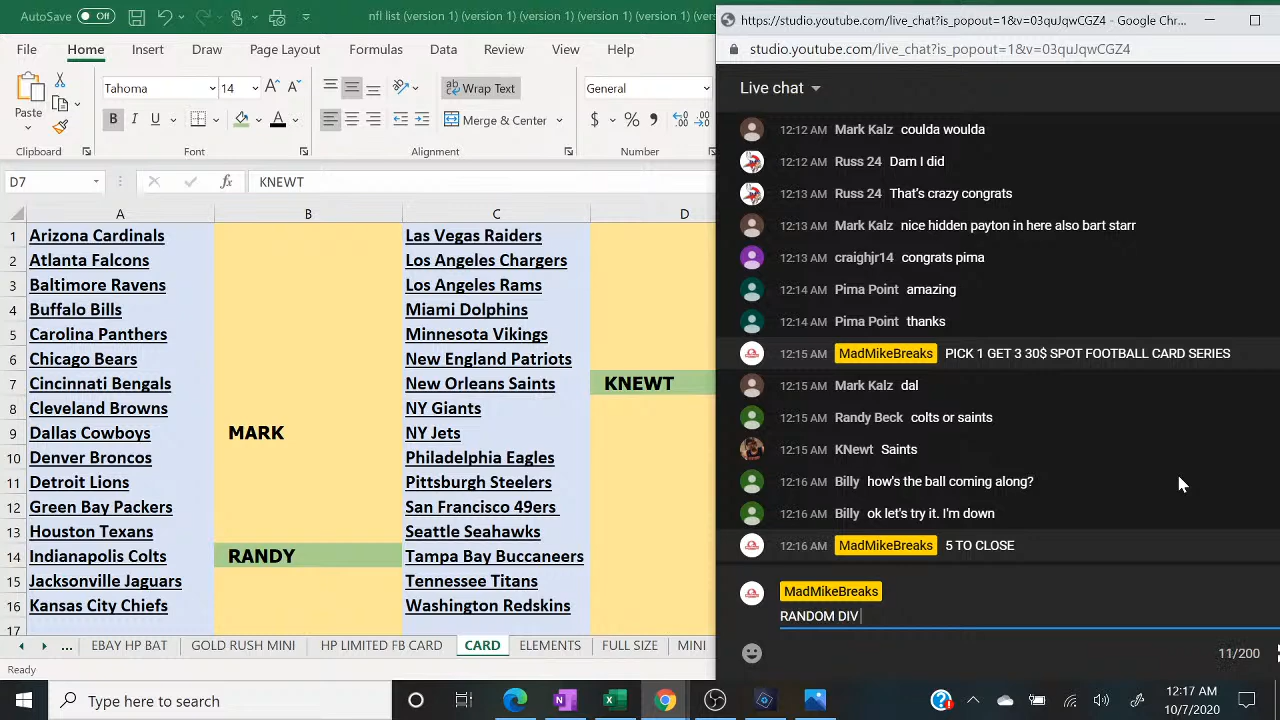 AutoSave Off nfl list (version 1) (version 1) - Excel
File Home Insert Draw Page Layout Formulas Data Review View Help
Paste Tahoma 14 A A B I U A ab Wrap Text Merge & Center General $ % 9
Clipboard Font Alignment Number
D7 fx KNEWT
A B C D
1 Arizona Cardinals Las Vegas Raiders
2 Atlanta Falcons Los Angeles Chargers
3 Baltimore Ravens Los Angeles Rams
4 Buffalo Bills Miami Dolphins
5 Carolina Panthers Minnesota Vikings
6 Chicago Bears New England Patriots
7 Cincinnati Bengals New Orleans Saints KNEWT
8 Cleveland Browns NY Giants
9 Dallas Cowboys MARK NY Jets
10 Denver Broncos Philadelphia Eagles
11 Detroit Lions Pittsburgh Steelers
12 Green Bay Packers San Francisco 49ers
13 Houston Texans Seattle Seahawks
14 Indianapolis Colts RANDY Tampa Bay Buccaneers
15 Jacksonville Jaguars Tennessee Titans
16 Kansas City Chiefs Washington Redskins
17
... EBAY HP BAT GOLD RUSH MINI HP LIMITED FB CARD CARD ELEMENTS FULL SIZE MINI
Ready
https://studio.youtube.com/live_chat?is_popout=1&v=03quJqwCGZ4 - Google Chr...
studio.youtube.com/live_chat?is_popout=1&v=03quJqwCGZ4
Live chat
12:12 AM Mark Kalz coulda woulda
12:12 AM Russ 24 Dam I did
12:13 AM Russ 24 That's crazy congrats
12:13 AM Mark Kalz nice hidden payton in here also bart starr
12:13 AM craighjr14 congrats pima
12:14 AM Pima Point amazing
12:14 AM Pima Point thanks
12:15 AM MadMikeBreaks PICK 1 GET 3 30$ SPOT FOOTBALL CARD SERIES
12:15 AM Mark Kalz dal
12:15 AM Randy Beck colts or saints
12:15 AM KNewt Saints
12:16 AM Billy how's the ball coming along?
12:16 AM Billy ok let's try it. I'm down
12:16 AM MadMikeBreaks 5 TO CLOSE
MadMikeBreaks
RANDOM DIV
11/200
Type here to search
12:17 AM
10/7/2020